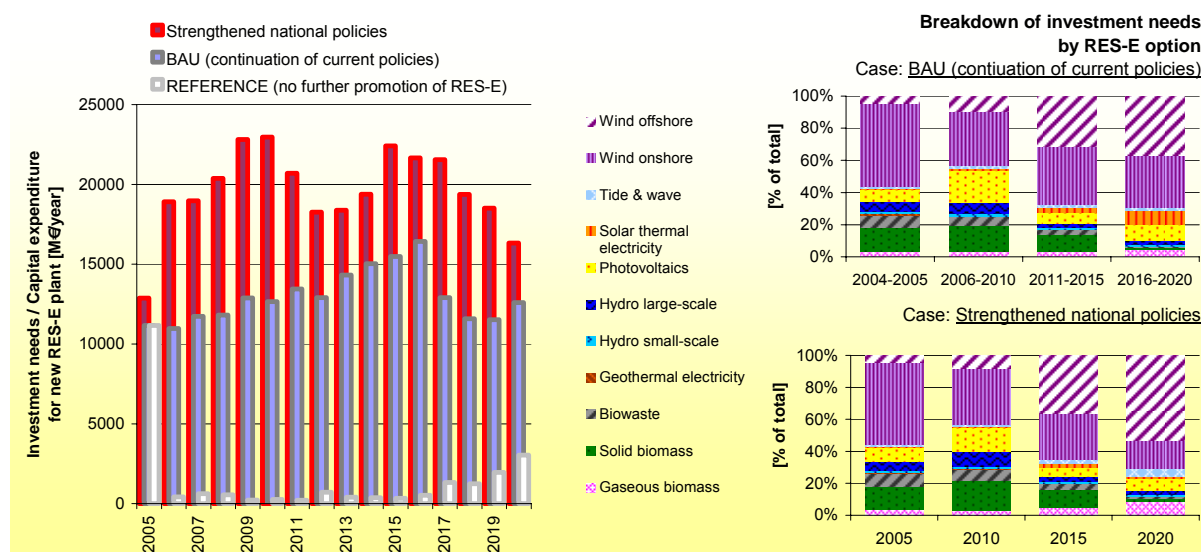 Strengthened national policies
BAU (continuation of current policies)
REFERENCE (no further promotion of RES-E)
Investment needs / Capital expenditure
for new RES-E plant [M€/year]
25000
20000
15000
10000
5000
0
2005
2007
2009
2011
2013
2015
2017
2019
Wind offshore
Wind onshore
Tide & wave
Solar thermal
electricity
Photovoltaics
Hydro large-scale
Hydro small-scale
Geothermal electricity
Biowaste
Solid biomass
Gaseous biomass
Breakdown of investment needs
by RES-E option
Case: BAU (contiuation of current policies)
[% of total]
100%
80%
60%
40%
20%
0%
2004-2005 2006-2010 2011-2015 2016-2020
Case: Strengthened national policies
[% of total]
100%
80%
60%
40%
20%
0%
2005 2010 2015 2020